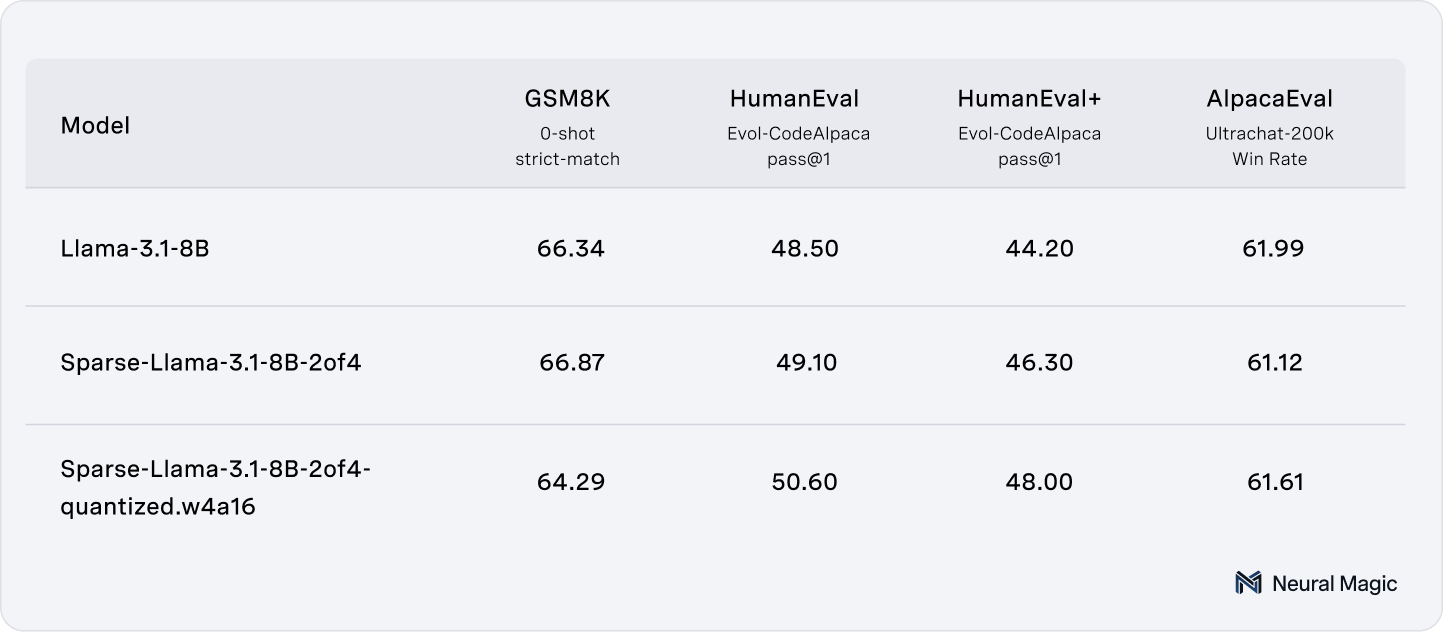 Model
GSM8K
0-shot
strict-match
HumanEval
Evol-CodeAlpaca
pass@1
HumanEval+
Evol-CodeAlpaca
pass@1
AlpacaEval
Ultrachat-200k
Win Rate
Llama-3.1-8B 66.34 48.50 44.20 61.99
Sparse-Llama-3.1-8B-2of4 66.87 49.10 46.30 61.12
Sparse-Llama-3.1-8B-2of4-
quantized.w4a16
64.29 50.60 48.00 61.61
Neural Magic